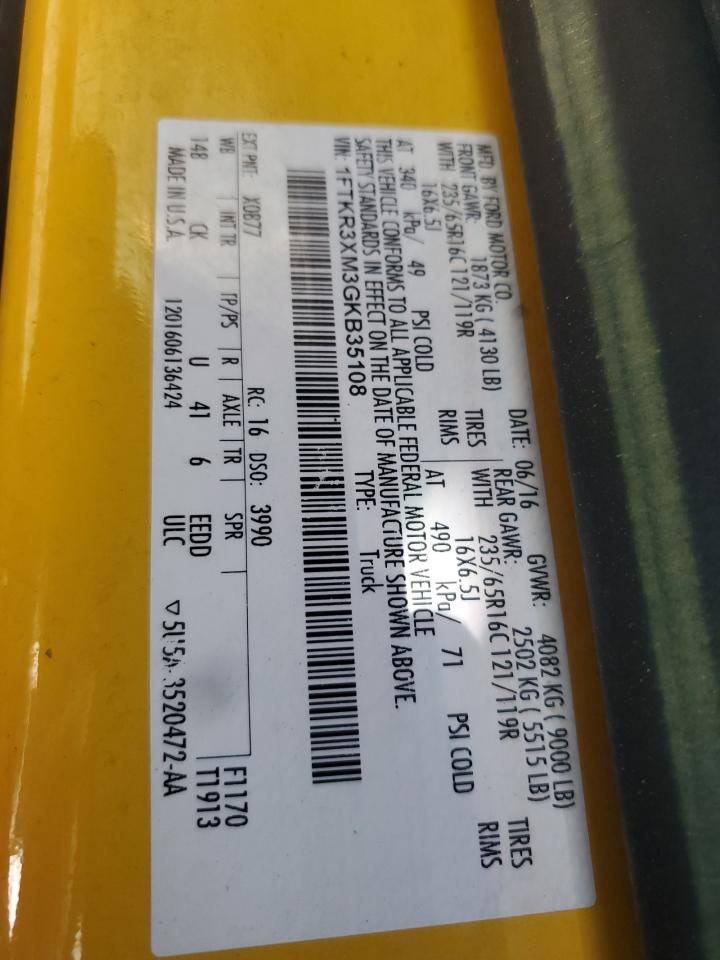 MFD BY FORD MOTOR CO.
DATE: 06/16 GVWR: 4082 KG ( 9000 LB)
FRONT GAWR: 1873 KG ( 4130 LB) REAR GAWR: 2502 KG ( 5515 LB)
WITH 235/65R16C 121/119R TIRES WITH 235/65R16C 121/119R TIRES
16X6.5J RIMS 16X6.5J RIMS
AT 340 kPa/ 49 PSI COLD AT 490 kPa/ 71 PSI COLD
THIS VEHICLE CONFORMS TO ALL APPLICABLE FEDERAL MOTOR VEHICLE
SAFETY STANDARDS IN EFFECT ON THE DATE OF MANUFACTURE SHOWN ABOVE.
VIN: 1FTKR3XM3GKB35108 TYPE: Truck
EXT PNT: X0B77 RC: 16 DSO: 3990
WB INT TR TP/PS R AXLE TR SPR F1170
148 CK U 41 6 EEDD T1913
MADE IN U.S.A. 1201606136424 ULC ▽ 5U5A-3520472-AA